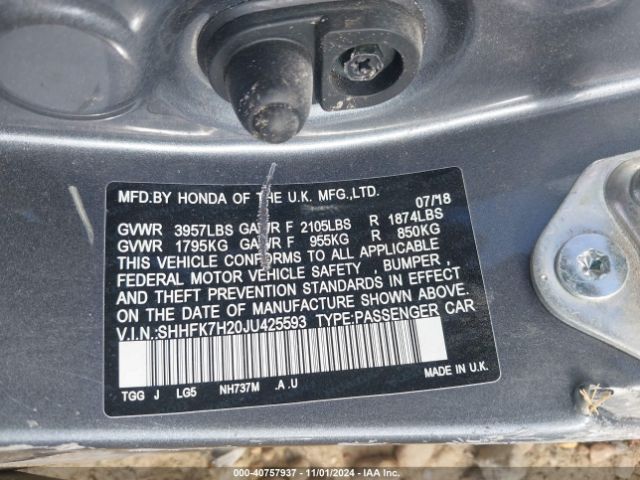 MFD.BY HONDA OF THE U.K. MFG.,LTD.
07/18
GVWR 3957LBS GAWR F 2105LBS R 1874LBS
GVWR 1795KG GAWR F 955KG R 850KG
THIS VEHICLE CONFORMS TO ALL APPLICABLE
FEDERAL MOTOR VEHICLE SAFETY , BUMPER ,
AND THEFT PREVENTION STANDARDS IN EFFECT
ON THE DATE OF MANUFACTURE SHOWN ABOVE.
V.I.N.:SHHFK7H20JU425593 TYPE:PASSENGER CAR
TGG J LG5 NH737M .A.U MADE IN U.K.
000-40757937 - 11/01/2024 - IAA Inc.